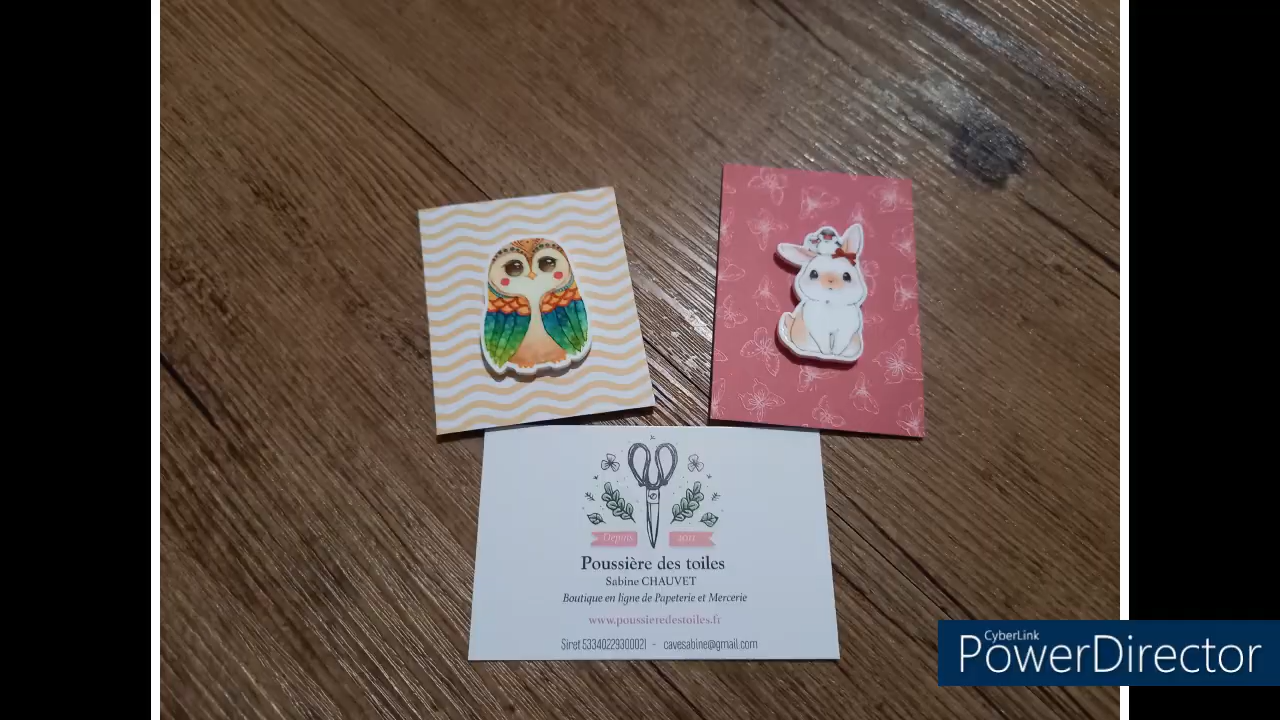 Depuis 2011
Poussière des toiles
Sabine CHAUVET
Boutique en ligne de Papeterie et Mercerie
www.poussieredestoiles.fr
Siret 53340229300021 - cavesabine@gmail.com
CyberLink
PowerDirector